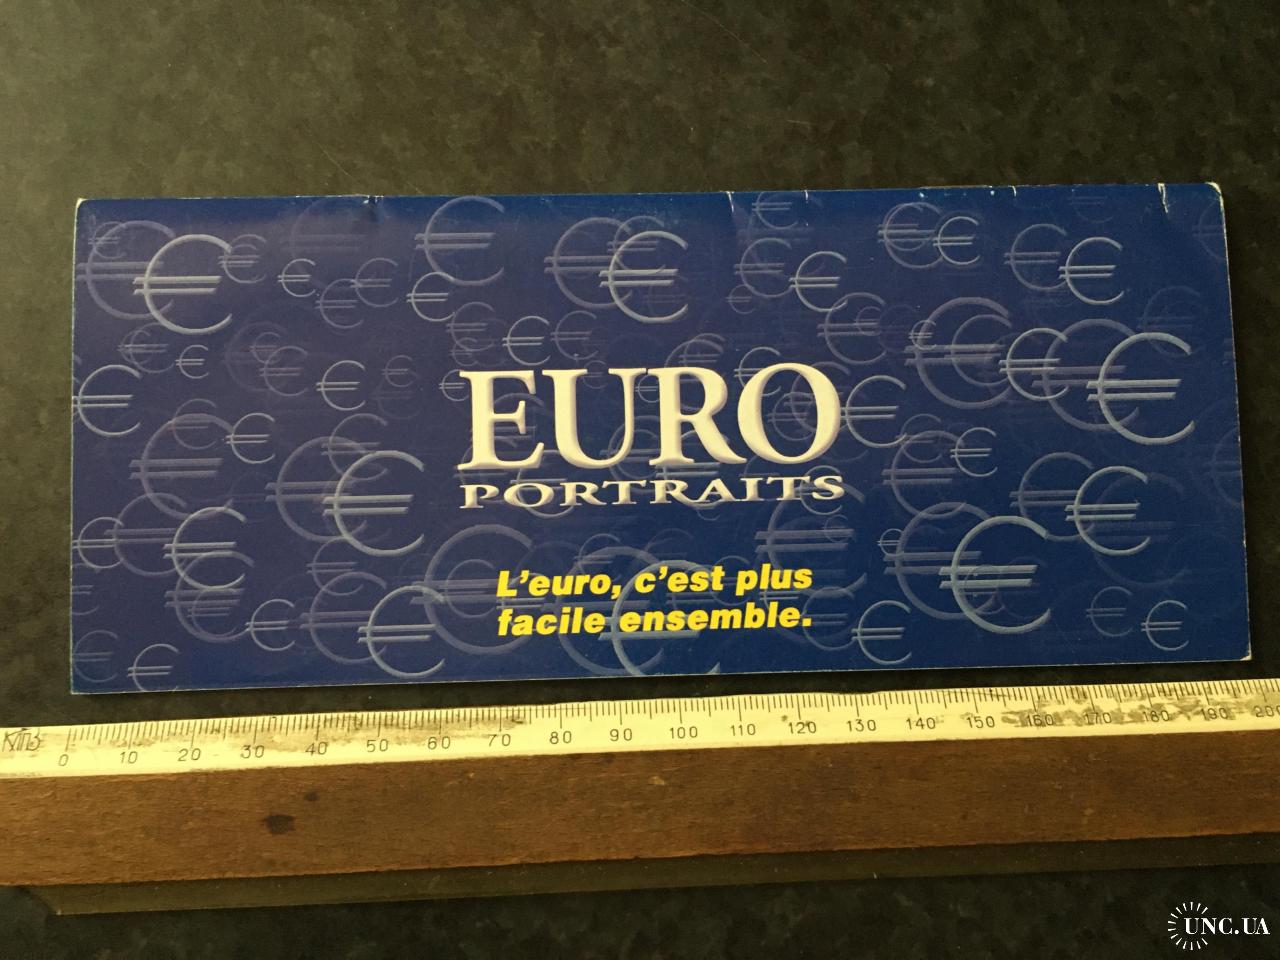 EURO
PORTRAITS
L'euro, c'est plus
facile ensemble.
0 10 20 30 40 50 60 70 80 90 100 110 120 130 140 150 160 170 180 190 200
UNC.UA